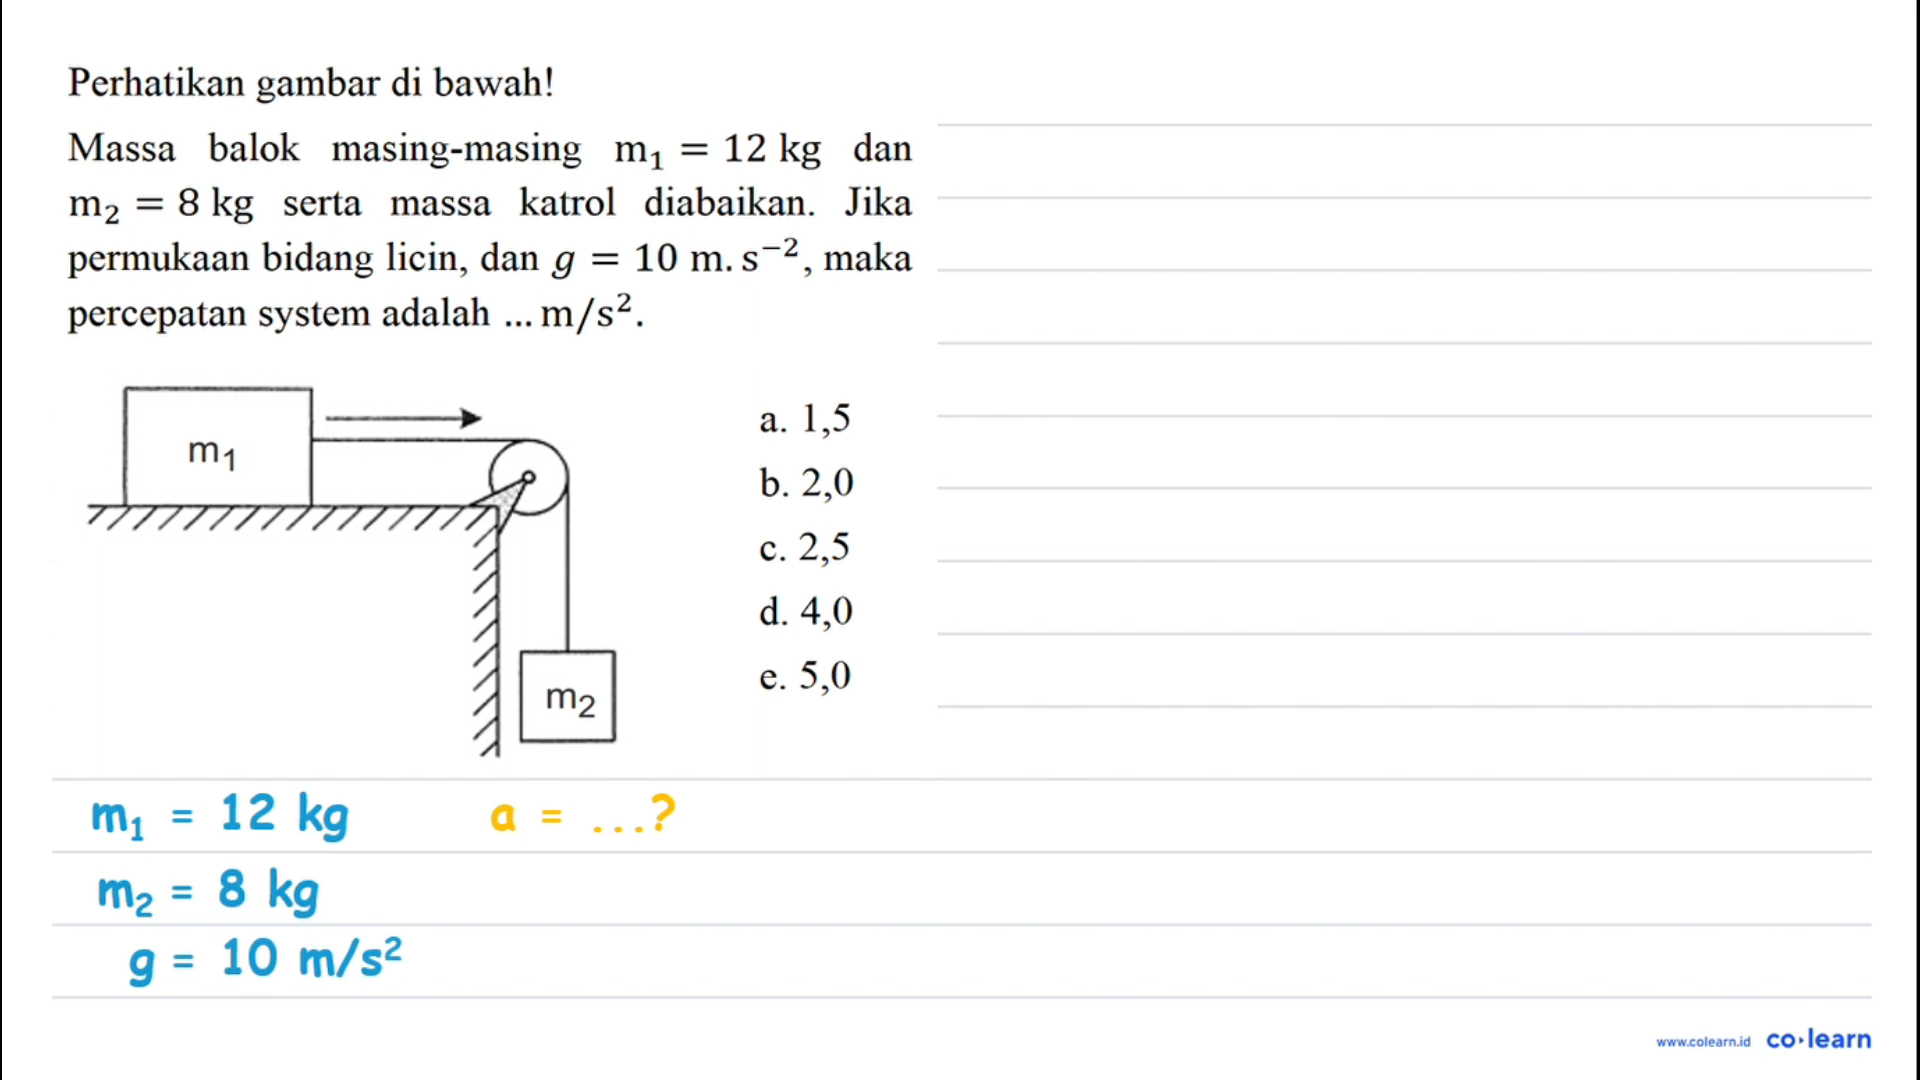 Perhatikan gambar di bawah!
Massa balok masing-masing m₁ = 12 kg dan
m₂ = 8 kg serta massa katrol diabaikan. Jika
permukaan bidang licin, dan g = 10 m. s⁻², maka
percepatan system adalah ... m/s².
m₁
m₂
a. 1,5
b. 2,0
c. 2,5
d. 4,0
e. 5,0
m₁ = 12 kg
a = ...?
m₂ = 8 kg
g = 10 m/s²
www.colearn.id co·learn